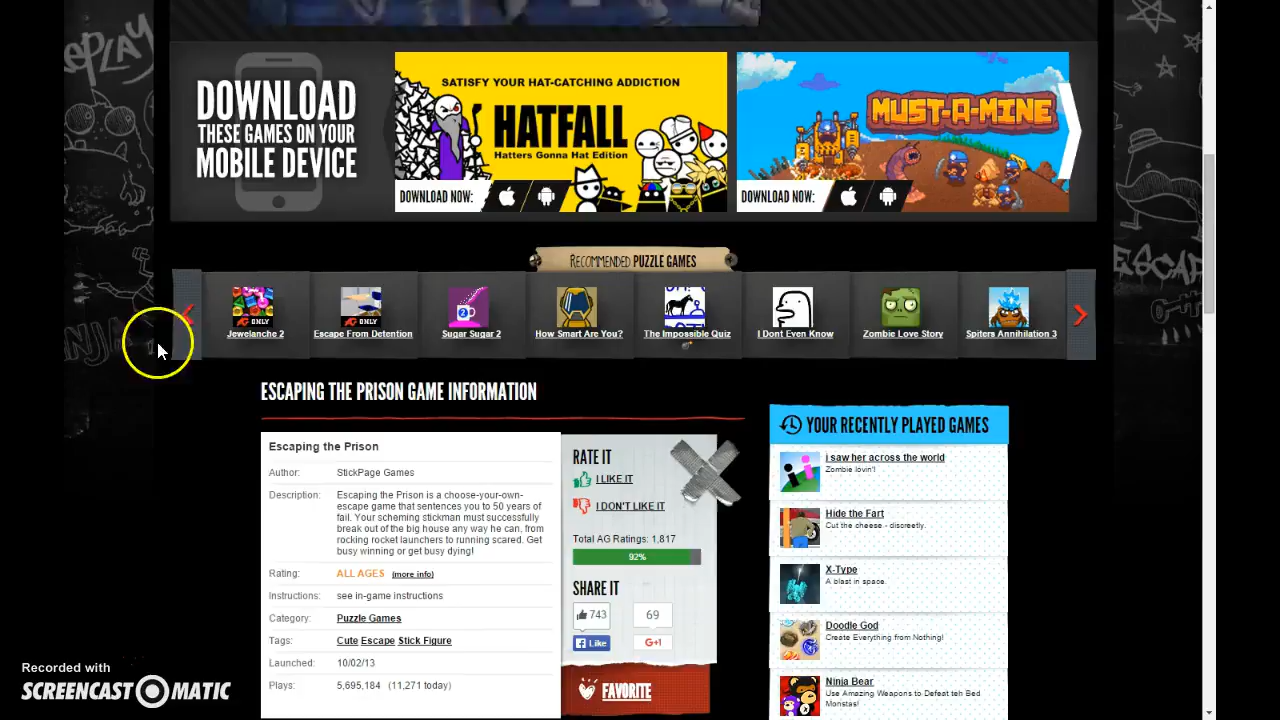 DOWNLOAD
THESE GAMES ON YOUR
MOBILE DEVICE
SATISFY YOUR HAT-CATCHING ADDICTION
HATFALL
Hatters Gonna Hat Edition
DOWNLOAD NOW:
MUST-A-MINE
DOWNLOAD NOW:
RECOMMENDED PUZZLE GAMES
AG ONLY
AG ONLY
2
Jewelanche 2
Escape From Detention
Sugar Sugar 2
How Smart Are You?
The Impossible Quiz
I Dont Even Know
Zombie Love Story
Spiters Annihilation 3
ESCAPING THE PRISON GAME INFORMATION
Escaping the Prison
Author: StickPage Games
Description: Escaping the Prison is a choose-your-own-
escape game that sentences you to 50 years of
fail. Your scheming stickman must successfully
break out of the big house any way he can, from
rocking rocket launchers to running scared. Get
busy winning or get busy dying!
Rating: ALL AGES (more info)
Instructions: see in-game instructions
Category: Puzzle Games
Tags: Cute Escape Stick Figure
Launched: 10/02/13
Plays: 5,695,184 (11,271 today)
RATE IT
I LIKE IT
I DON'T LIKE IT
Total AG Ratings: 1,817
92%
SHARE IT
743
69
Like
+1
FAVORITE
YOUR RECENTLY PLAYED GAMES
i saw her across the world
Zombie lovin'!
Hide the Fart
Cut the cheese - discreetly.
X-Type
A blast in space.
Doodle God
Create Everything from Nothing!
Ninja Bear
Use Amazing Weapons to Defeat teh Bed
Monstas!
Recorded with
SCREENCAST MATIC